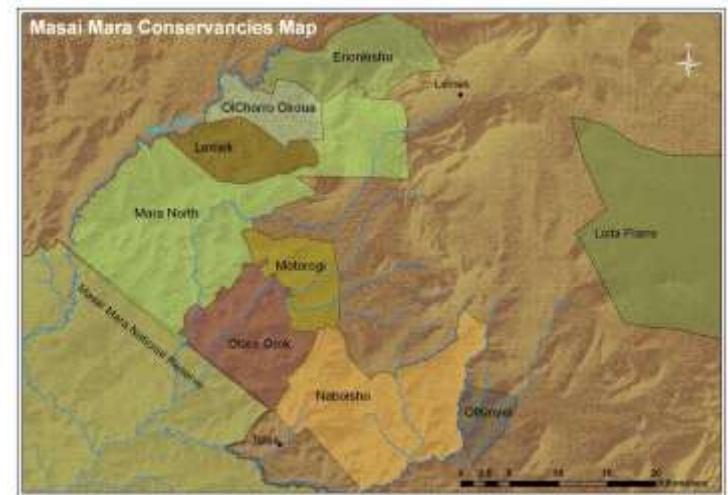 Masai Mara Conservancies Map
Enonkishu
Lemek
OlChorro Oiroua
Lemek
Mara North
Loita Plains
Motorogi
Masai Mara National Reserve
Olare Orok
Naboisho
Talek